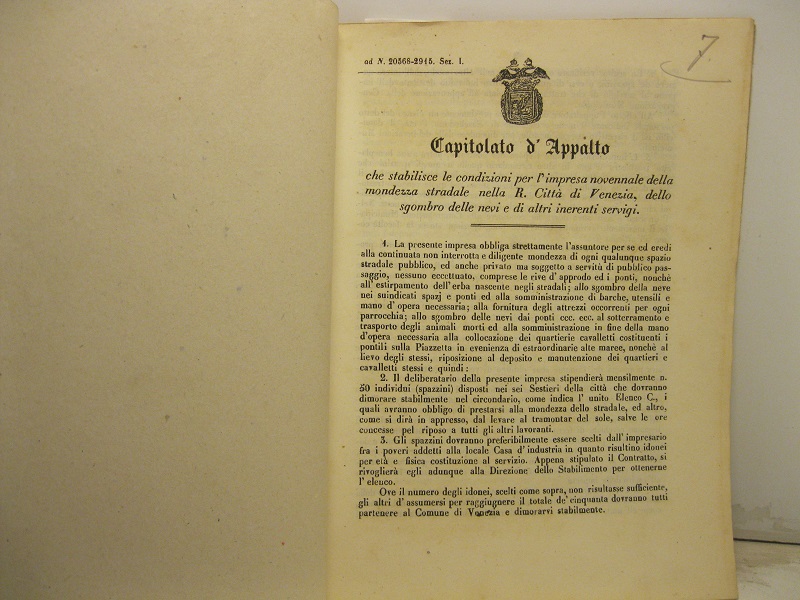 7
ad N. 20568-2915. Sez. I.
Capitolato d' Appalto
che stabilisce le condizioni per l'impresa novennale della
mondezza stradale nella R. Città di Venezia, dello
sgombro delle nevi e di altri inerenti servigi.
1. La presente impresa obbliga strettamente l'assuntore per se ed eredi
alla continuata non interrotta e diligente mondezza di ogni qualunque spazio
stradale pubblico, ed anche privato ma soggetto a servitù di pubblico pas-
saggio, nessuno eccettuato, comprese le rive d' approdo ed i ponti, nonchè
all' estirpamento dell' erba nascente negli stradali; allo sgombro della neve
nei suindicati spazj e ponti ed alla somministrazione di barche, utensili e
mano d' opera necessaria; alla fornitura degli attrezzi occorrenti per ogni
parrocchia; allo sgombro delle nevi dai ponti ecc. ecc. al sotterramento e
trasporto degli animali morti ed alla somministrazione in fine della mano
d'opera necessaria alla collocazione dei quartieri e cavalletti costituenti i
pontili sulla Piazzetta in evenienza di estraordinarie alte maree, nonchè al
lievo degli stessi, riposizione al deposito e manutenzione dei quartieri e
cavalletti stessi e quindi:
2. Il deliberatario della presente impresa stipendierà mensilmente n.
50 individui (spazzini) disposti nei sei Sestieri della città che dovranno
dimorare stabilmente nel circondario, come indica l' unito Elenco C., i
quali avranno obbligo di prestarsi alla mondezza dello stradale, ed altro,
come si dirà in appresso, dal levare al tramontar del sole, salve le ore
concesse pel riposo a tutti gli altri lavoranti.
3. Gli spazzini dovranno preferibilmente essere scelti dall' impresario
fra i poveri addetti alla locale Casa d' industria in quanto risultino idonei
per età e fisica costituzione al servizio. Appena stipulato il Contratto, si
rivoglierà egli adunque alla Direzione dello Stabilimento per ottenerne
l' elenco.
Ove il numero degli idonei, scelti come sopra, non risultasse sufficiente,
gli altri d' assumersi per raggiugnere il totale de' cinquanta dovranno tutti
partenere al Comune di Venezia e dimorarvi stabilmente.